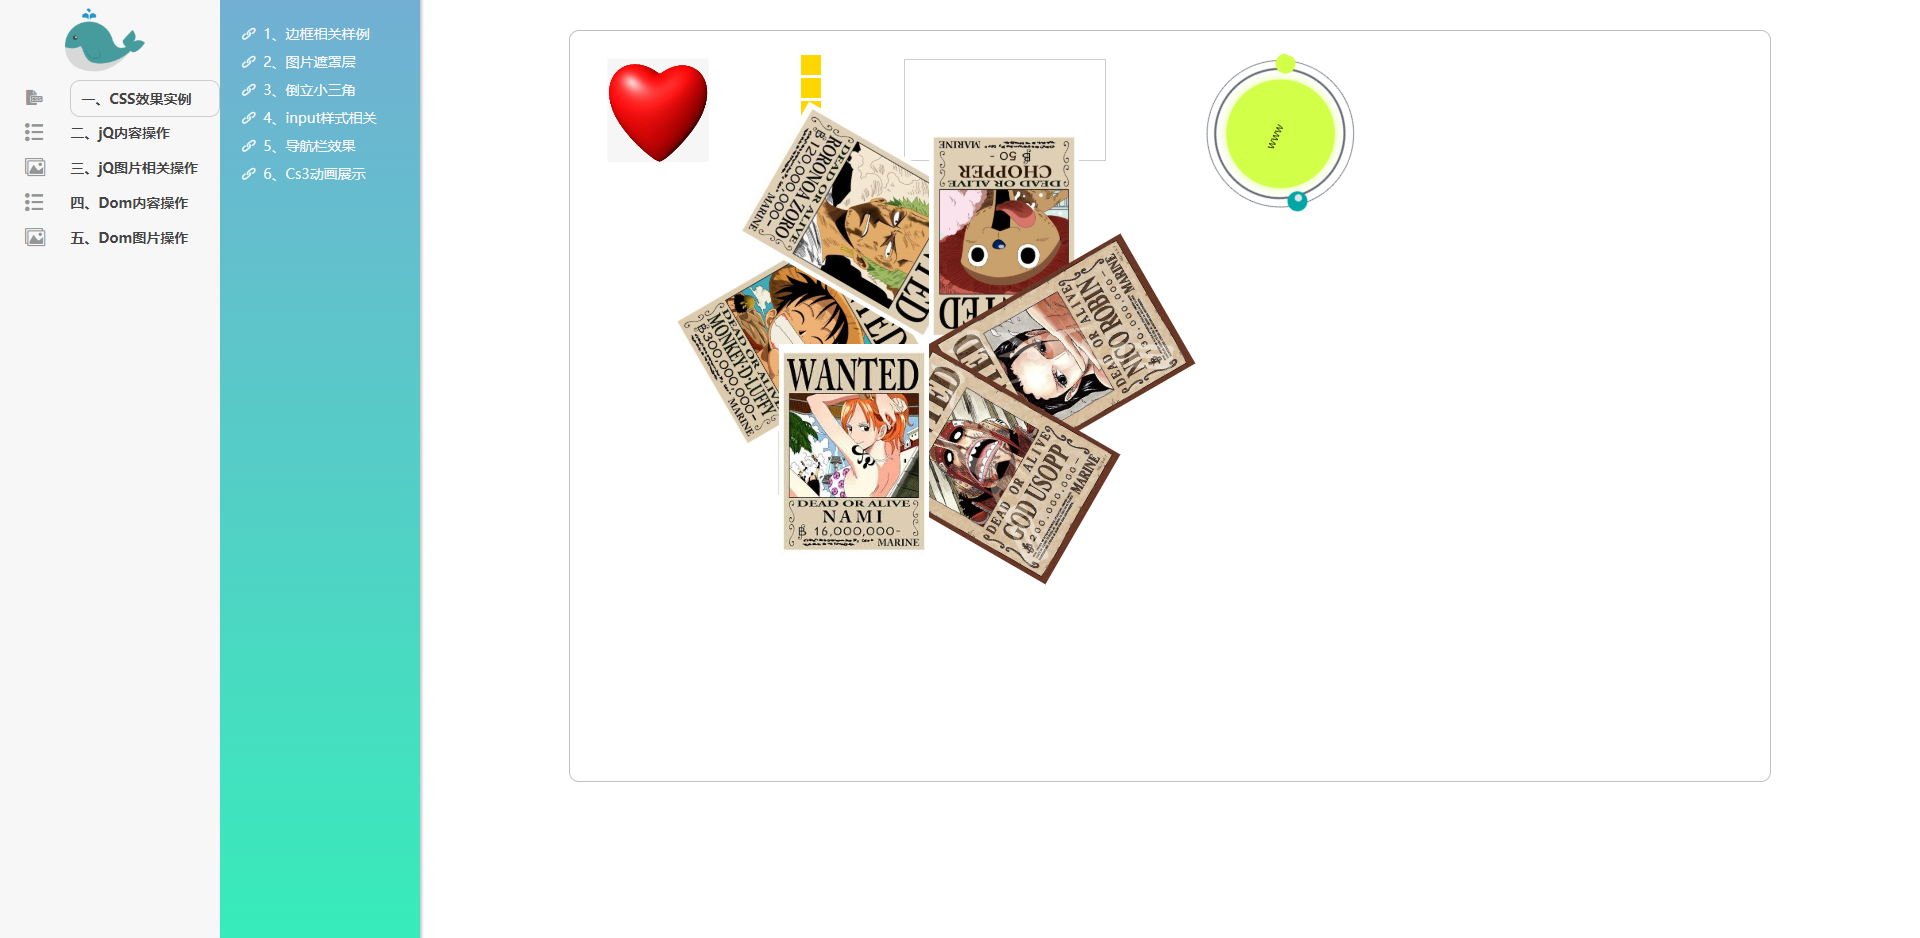 一、CSS效果实例
二、jQ内容操作
三、jQ图片相关操作
四、Dom内容操作
五、Dom图片操作
1、边框相关样例
2、图片遮罩层
3、倒立小三角
4、input样式相关
5、导航栏效果
6、Cs3动画展示
www
DEAD OR ALIVE
RORONOA ZORO
฿120,000,000-
MARINE
DEAD OR ALIVE
CHOPPER
฿ 50 -
MARINE
DEAD OR ALIVE
NICO ROBIN
MARINE
DEAD OR ALIVE
MONKEY·D·LUFFY
฿300,000,000-
MARINE
WANTED
DEAD OR ALIVE
NAMI
฿ 16,000,000-
MARINE
DEAD OR ALIVE
GOD USOPP
฿200.000.000-
MARINE